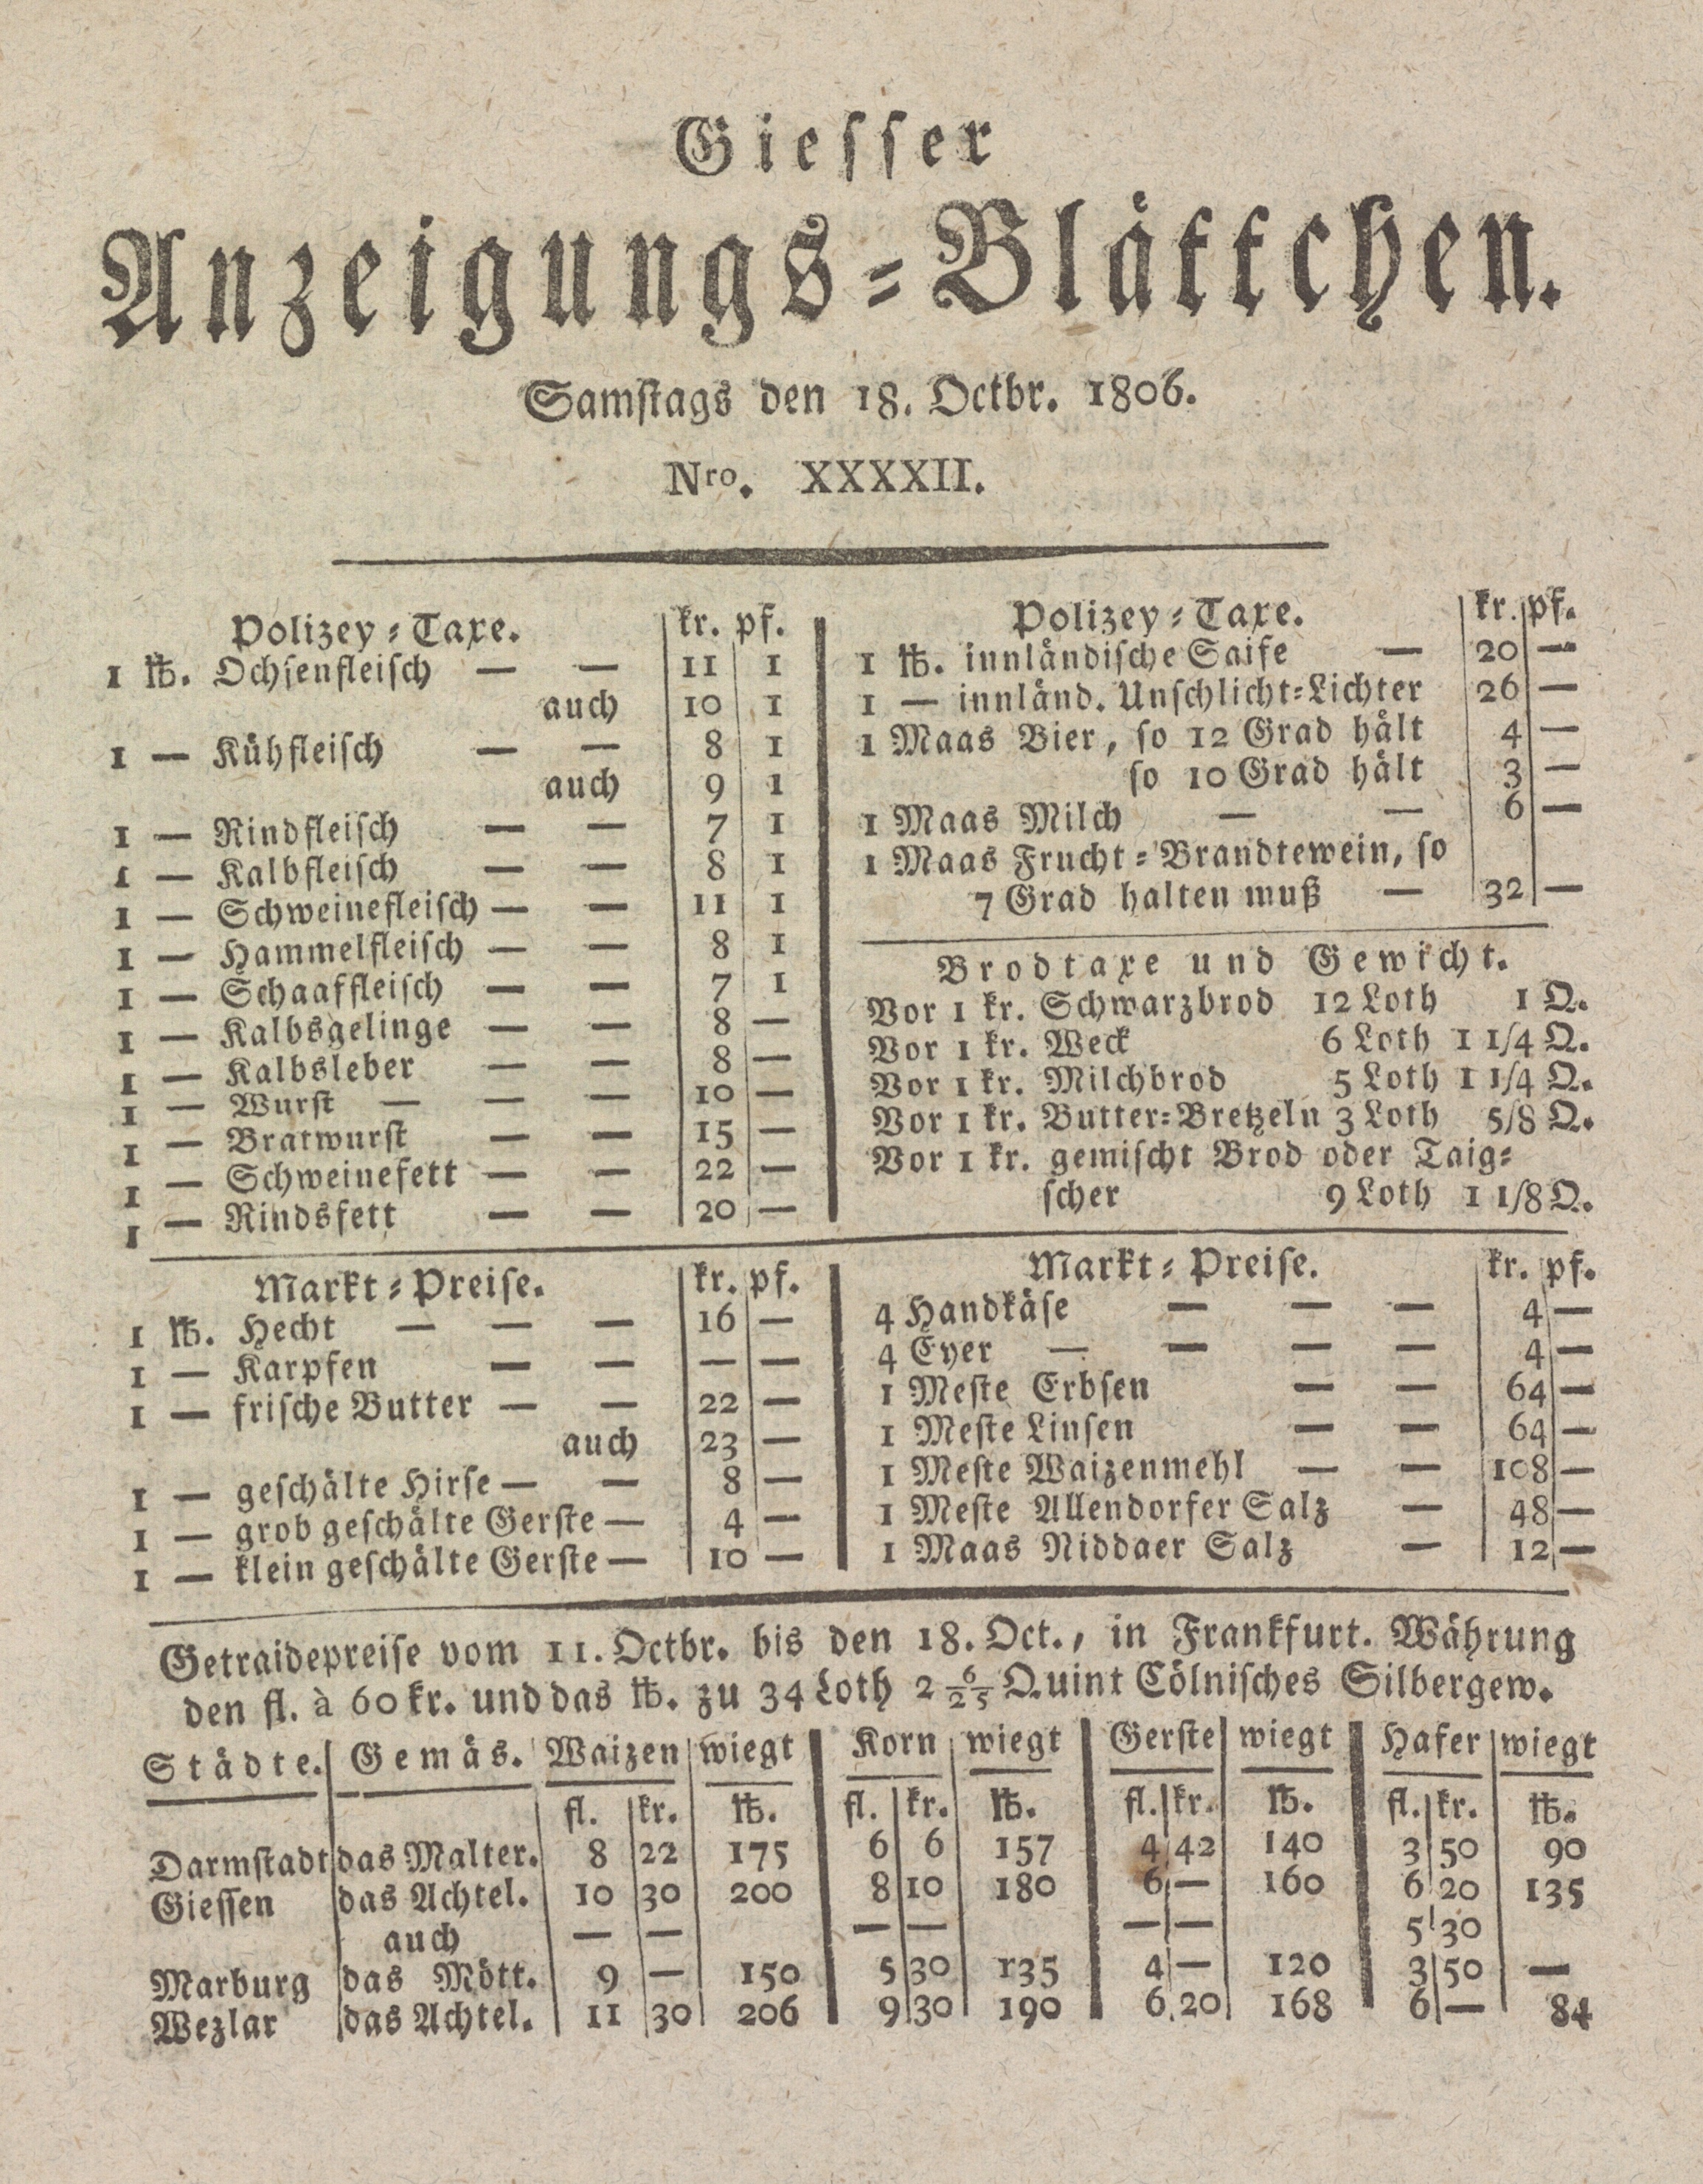 Giesser
Anzeigungs-Blättchen.
Samstags den 18. Octbr. 1806.
Nro. XXXXII.
Polizey-Taxe. kr. pf.
1 ℔. Ochsenfleisch — — 11 1
auch 10 1
1 — Kühfleisch — — 8 1
auch 9 1
1 — Rindfleisch — — 7 1
1 — Kalbfleisch — — 8 1
1 — Schweinefleisch — — 11 1
1 — Hammelfleisch — — 8 1
1 — Schaaffleisch — — 7 1
1 — Kalbsgelinge — — 8 —
1 — Kalbsleber — — 8 —
1 — Wurst — — — 10 —
1 — Bratwurst — — 15 —
1 — Schweinefett — — 22 —
1 — Rindsfett — — 20 —
Polizey-Taxe. kr. pf.
1 ℔. innländische Saife — 20 —
1 — innländ. Unschlicht-Lichter 26 —
1 Maas Bier, so 12 Grad hält 4 —
so 10 Grad hält 3 —
1 Maas Milch — — 6 —
1 Maas Frucht-Brandtewein, so
7 Grad halten muß — 32 —
Brodtaxe und Gewicht.
Vor 1 kr. Schwarzbrod 12 Loth 1 Q.
Vor 1 kr. Weck 6 Loth 1 1/4 Q.
Vor 1 kr. Milchbrod 5 Loth 1 1/4 Q.
Vor 1 kr. Butter-Bretzeln 3 Loth 5/8 Q.
Vor 1 kr. gemischt Brod oder Taig-
scher 9 Loth 1 1/8 Q.
Markt-Preise. kr. pf.
1 ℔. Hecht — — — 16 —
1 — Karpfen — — — —
1 — frische Butter — — 22 —
auch 23 —
1 — geschälte Hirse — — 8 —
1 — grob geschälte Gerste — 4 —
1 — klein geschälte Gerste — 10 —
Markt-Preise. kr. pf.
4 Handkäse — — — 4 —
4 Eyer — — — — 4 —
1 Meste Erbsen — — 64 —
1 Meste Linsen — — 64 —
1 Meste Waizenmehl — — 108 —
1 Meste Allendorfer Salz — 48 —
1 Maas Niddaer Salz — 12 —
Getraidepreise vom 11. Octbr. bis den 18. Oct., in Frankfurt. Währung
den fl. à 60 kr. und das ℔. zu 34 Loth 2 6/25 Quint Cölnisches Silbergew.
Städte. Gemäs. Waizen wiegt Korn wiegt Gerste wiegt Hafer wiegt
fl. kr. ℔. fl. kr. ℔. fl. kr. ℔. fl. kr. ℔.
Darmstadt das Malter. 8 22 175 6 6 157 4 42 140 3 50 90
Giessen das Achtel. 10 30 200 8 10 180 6 — 160 6 20 135
auch — — — — — — 5 30
Marburg das Mött. 9 — 150 5 30 135 4 — 120 3 50 —
Wezlar das Achtel. 11 30 206 9 30 190 6 20 168 6 — 84